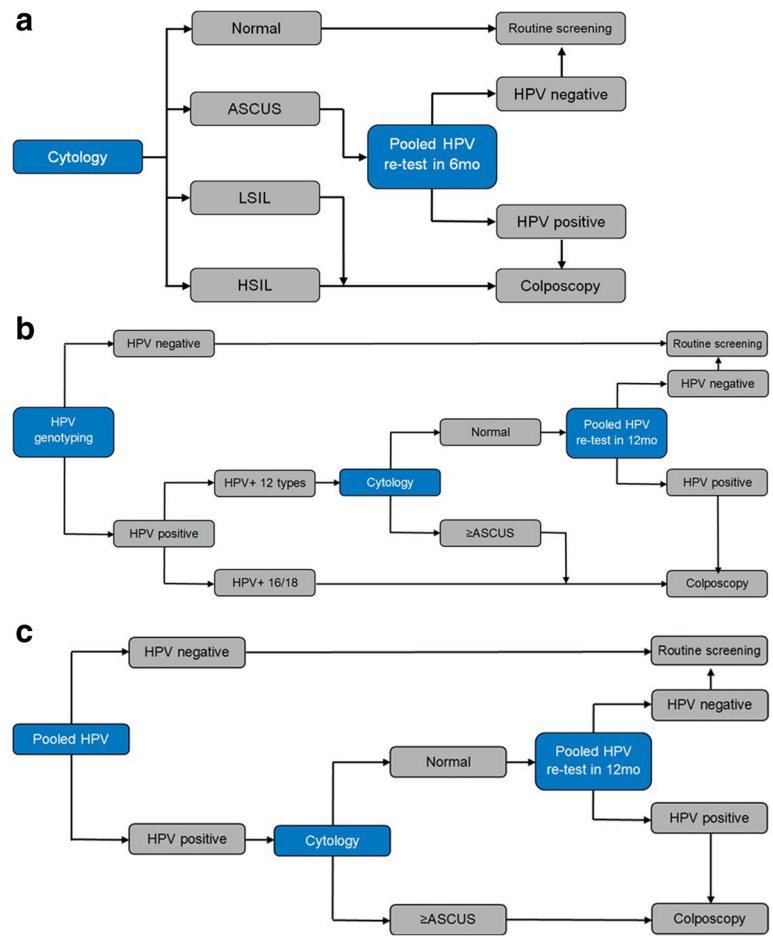 a
Normal
Routine screening
ASCUS
HPV negative
Cytology
Pooled HPV
re-test in 6mo
LSIL
HPV positive
HSIL
Colposcopy
b
HPV negative
Routine screening
HPV negative
HPV
genotyping
Normal
Pooled HPV
re-test in 12mo
HPV+ 12 types
Cytology
HPV positive
HPV positive
≥ASCUS
HPV+ 16/18
Colposcopy
c
HPV negative
Routine screening
HPV negative
Pooled HPV
Normal
Pooled HPV
re-test in 12mo
HPV positive
HPV positive
Cytology
≥ASCUS
Colposcopy